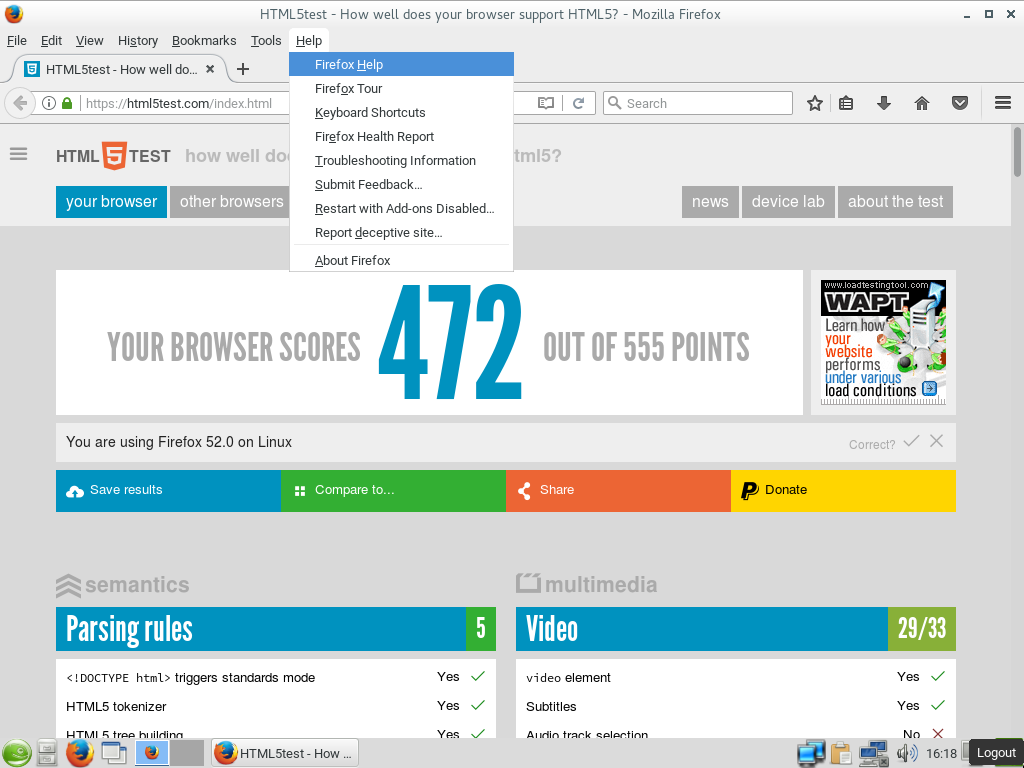 HTML5test - How well does your browser support HTML5? - Mozilla Firefox
File Edit View History Bookmarks Tools Help
HTML5test - How well do...
https://html5test.com/index.html
Search
Firefox Help
Firefox Tour
Keyboard Shortcuts
Firefox Health Report
Troubleshooting Information
Submit Feedback...
Restart with Add-ons Disabled...
Report deceptive site...
About Firefox
HTML 5 TEST how well doe tml5?
your browser other browsers news device lab about the test
YOUR BROWSER SCORES 472 OUT OF 555 POINTS
www.loadtestingtool.com
WAPT
Learn how
your
website
performs
under various
load conditions
You are using Firefox 52.0 on Linux Correct?
Save results Compare to... Share Donate
semantics
Parsing rules 5
<!DOCTYPE html> triggers standards mode Yes
HTML5 tokenizer Yes
HTML5 tree building Yes
multimedia
Video 29/33
video element Yes
Subtitles Yes
Audio track selection No
HTML5test - How ...
16:18
Logout